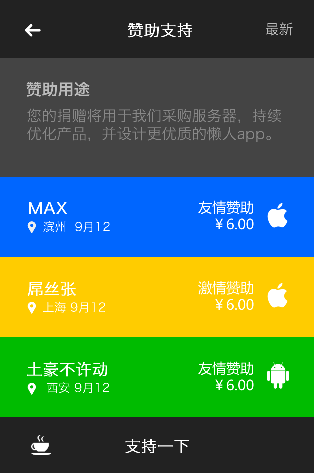 赞助支持 最新
赞助用途
您的捐赠将用于我们采购服务器，持续
优化产品，并设计更优质的懒人app。
MAX 友情赞助
滨州 9月12 ￥6.00
屌丝张 激情赞助
上海 9月12 ￥6.00
土豪不许动 友情赞助
西安 9月12 ￥6.00
支持一下